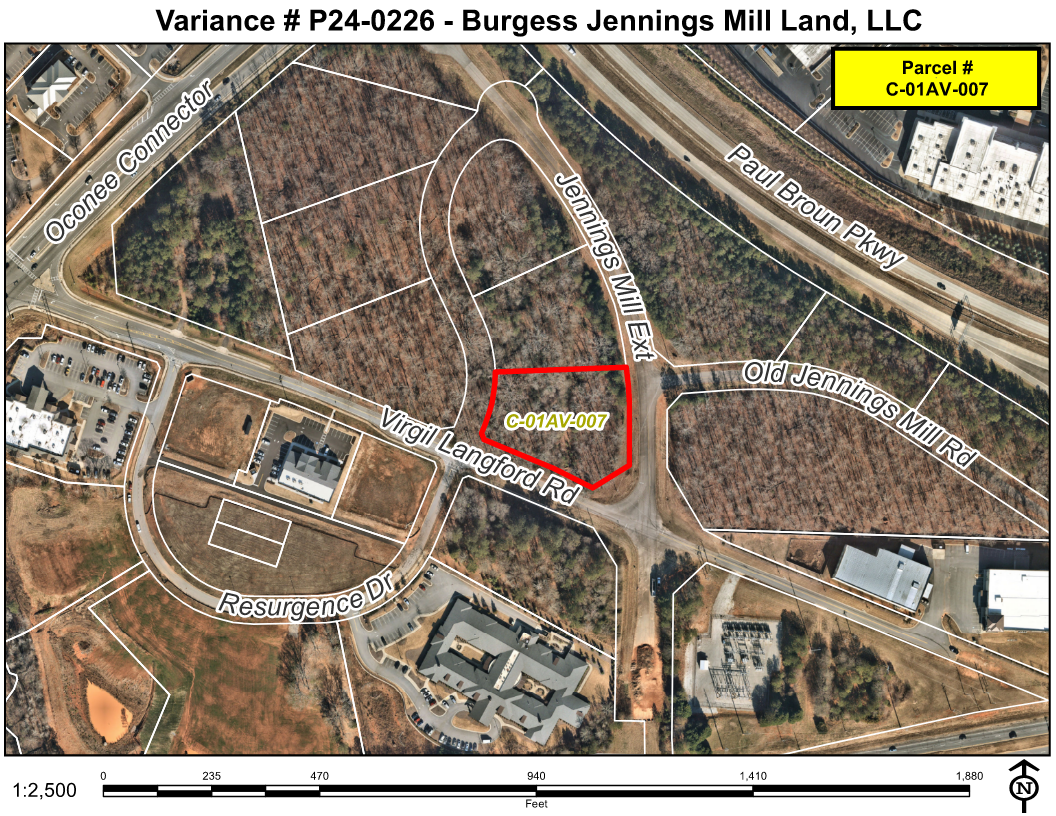 Variance # P24-0226 - Burgess Jennings Mill Land, LLC
Parcel #
C-01AV-007
Oconee Connector
Paul Broun Pkwy
Jennings Mill Ext
Old Jennings Mill Rd
C-01AV-007
Virgil Langford Rd
Resurgence Dr
1:2,500
0 235 470 940 1,410 1,880
Feet
N